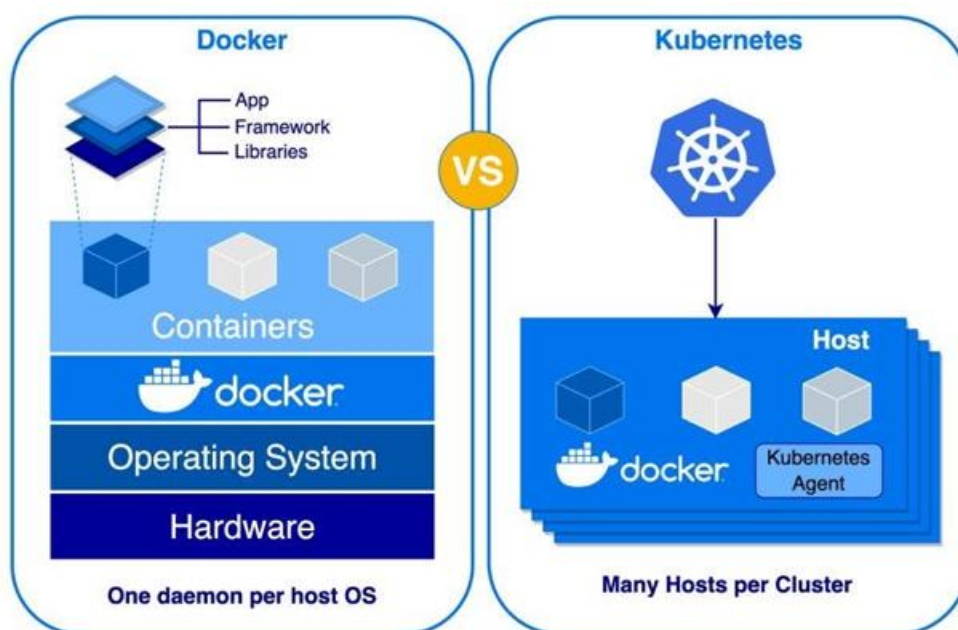 Docker
App
Framework
Libraries
Containers
docker
Operating System
Hardware
One daemon per host OS
VS
Kubernetes
Host
docker
Kubernetes
Agent
Many Hosts per Cluster